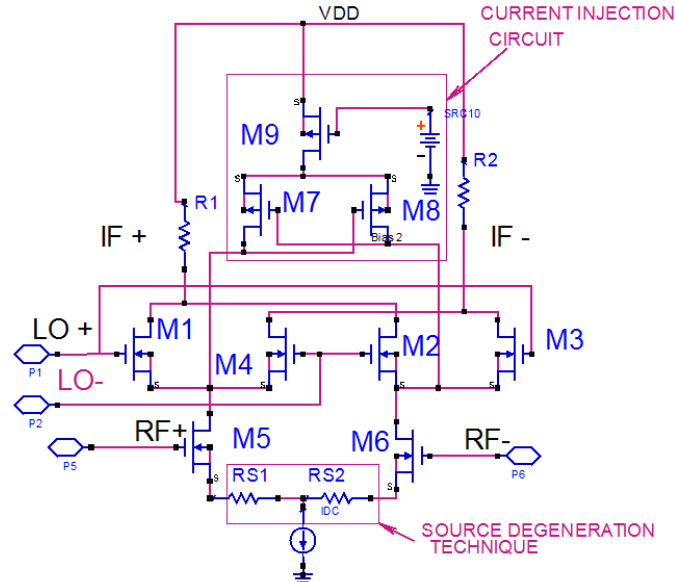 CURRENT INJECTION
CIRCUIT
VDD
S
M9
SRC10
+
-
R2
S
S
M7
M8
R1
Bias 2
IF +
IF -
LO +
M1
M4
M2
M3
P1
LO-
S
S
S
S
P2
RF+
M5
M6
RF-
P5
P6
S
S
RS1
RS2
IDC
SOURCE DEGENERATION
TECHNIQUE